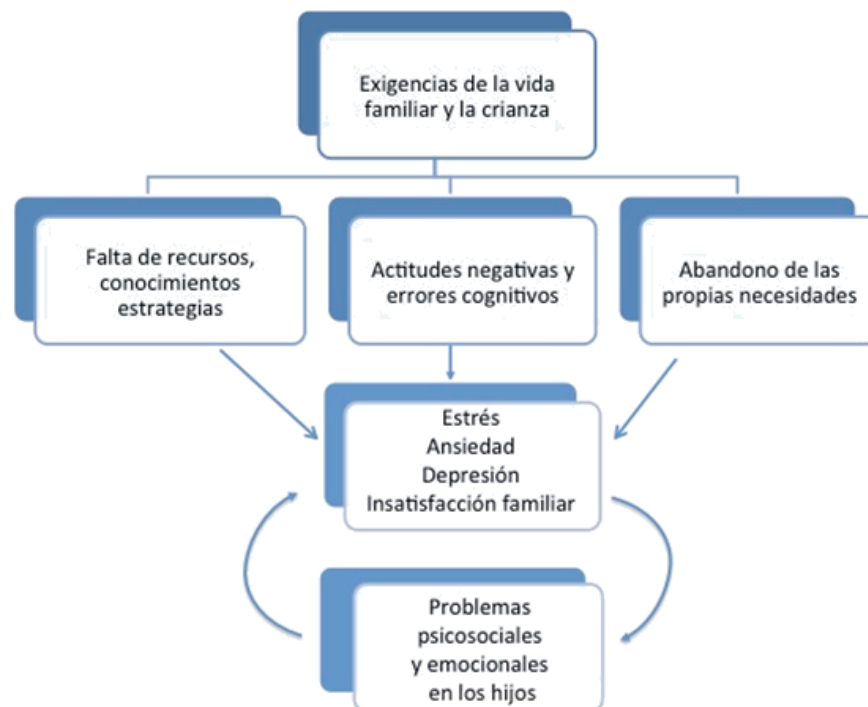 Exigencias de la vida
familiar y la crianza
Falta de recursos,
conocimientos
estrategias
Actitudes negativas y
errores cognitivos
Abandono de las
propias necesidades
Estrés
Ansiedad
Depresión
Insatisfacción familiar
Problemas
psicosociales
y emocionales
en los hijos